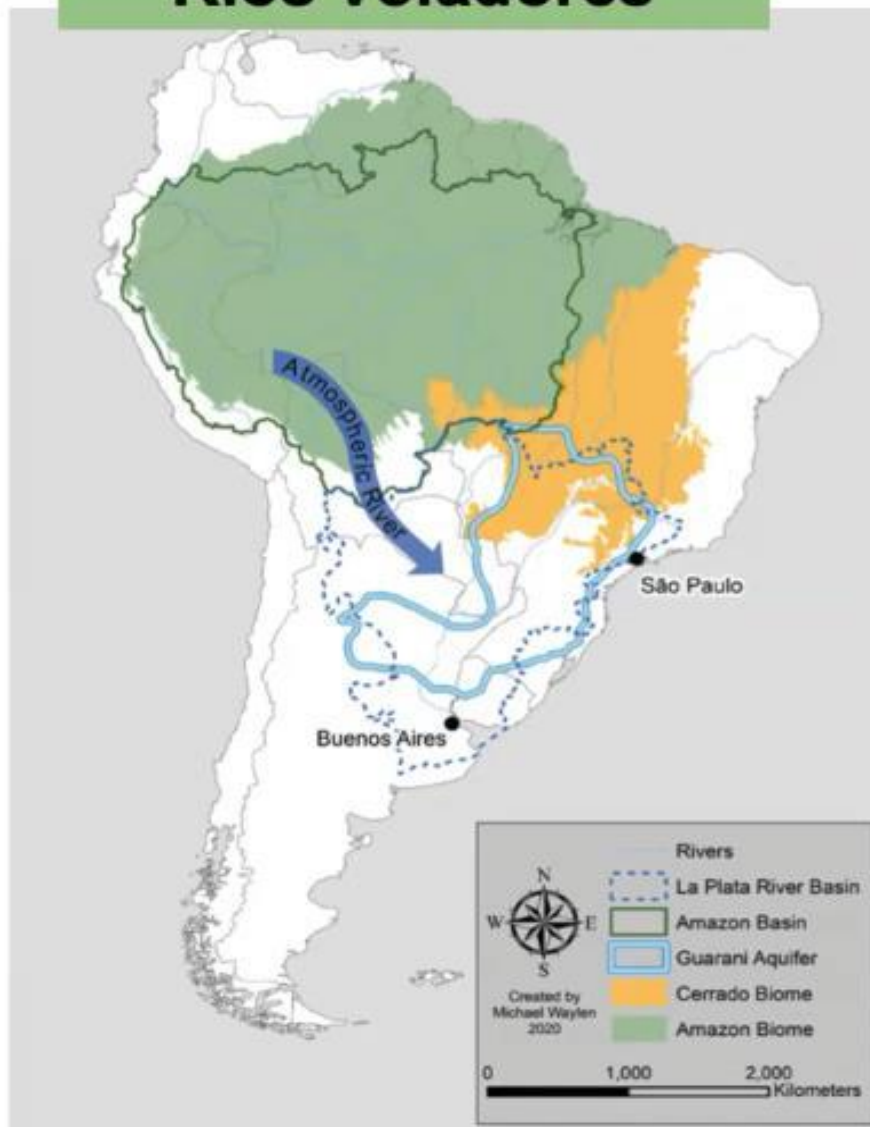 Ríos voladores
Atmospheric River
São Paulo
Buenos Aires
N
W E
S
Created by
Michael Waylen
2020
Rivers
La Plata River Basin
Amazon Basin
Guarani Aquifer
Cerrado Biome
Amazon Biome
0 1,000 2,000
Kilometers